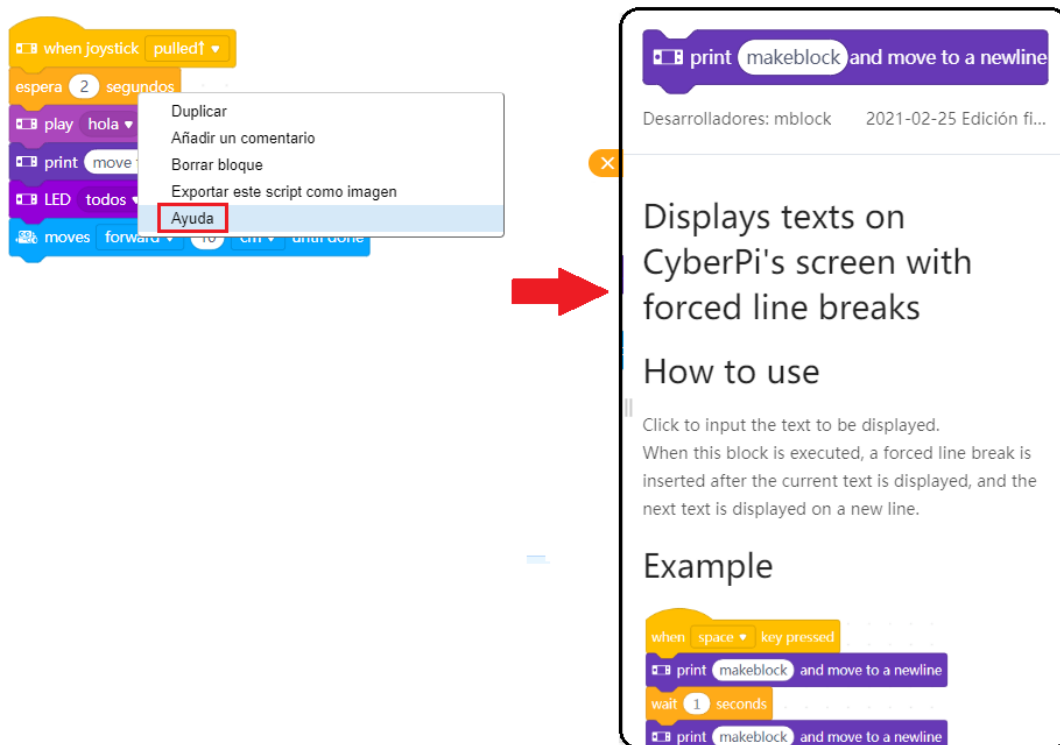 when joystick pulled↑
espera 2 segundos
play hola
print move
LED todos
moves forward 10 cm until done
Duplicar
Añadir un comentario
Borrar bloque
Exportar este script como imagen
Ayuda
print makeblock and move to a newline
Desarrolladores: mblock 2021-02-25 Edición fi...
Displays texts on
CyberPi's screen with
forced line breaks
How to use
Click to input the text to be displayed.
When this block is executed, a forced line break is
inserted after the current text is displayed, and the
next text is displayed on a new line.
Example
when space key pressed
print makeblock and move to a newline
wait 1 seconds
print makeblock and move to a newline